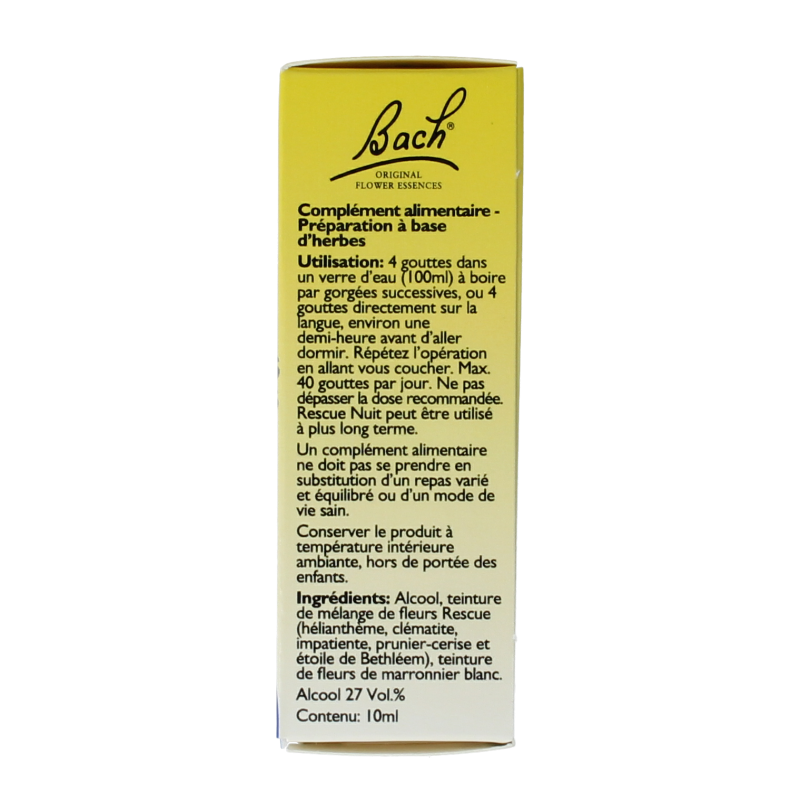 Bach®
ORIGINAL
FLOWER ESSENCES
Complément alimentaire -
Préparation à base
d'herbes
Utilisation: 4 gouttes dans
un verre d'eau (100ml) à boire
par gorgées successives, ou 4
gouttes directement sur la
langue, environ une
demi-heure avant d'aller
dormir. Répétez l'opération
en allant vous coucher. Max.
40 gouttes par jour. Ne pas
dépasser la dose recommandée.
Rescue Nuit peut être utilisé
à plus long terme.
Un complément alimentaire
ne doit pas se prendre en
substitution d'un repas varié
et équilibré ou d'un mode de
vie sain.
Conserver le produit à
température intérieure
ambiante, hors de portée des
enfants.
Ingrédients: Alcool, teinture
de mélange de fleurs Rescue
(hélianthème, clématite,
impatiente, prunier-cerise et
étoile de Bethléem), teinture
de fleurs de marronnier blanc.
Alcool 27 Vol.%
Contenu: 10ml